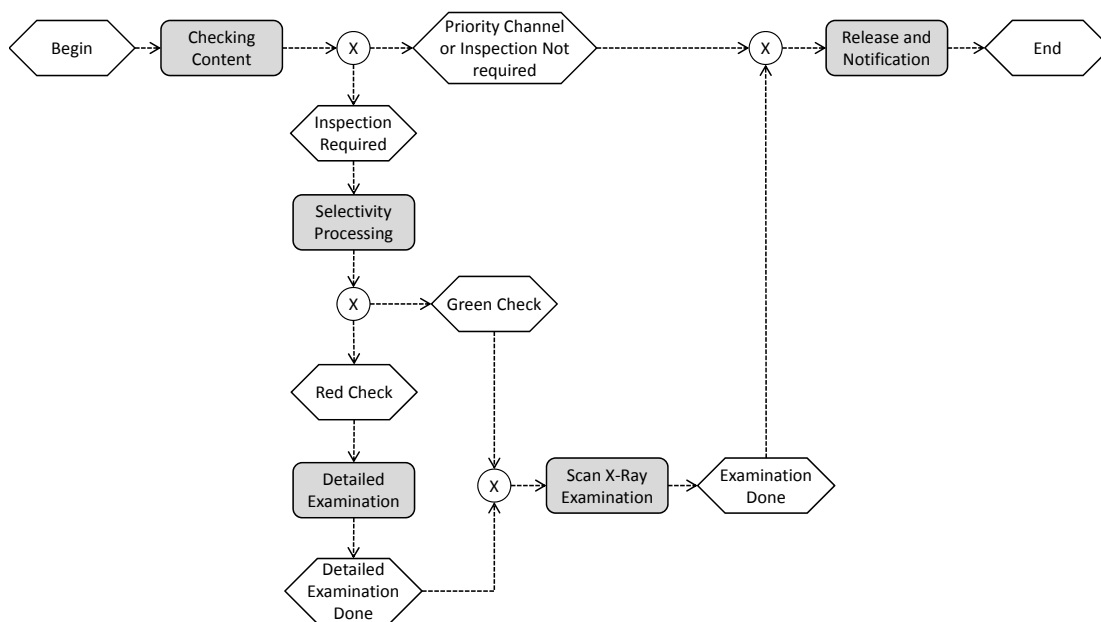 Begin
Checking
Content
X
Priority Channel
or Inspection Not
required
X
Release and
Notification
End
Inspection
Required
Selectivity
Processing
X
Green Check
Red Check
Detailed
Examination
X
Scan X-Ray
Examination
Examination
Done
Detailed
Examination
Done